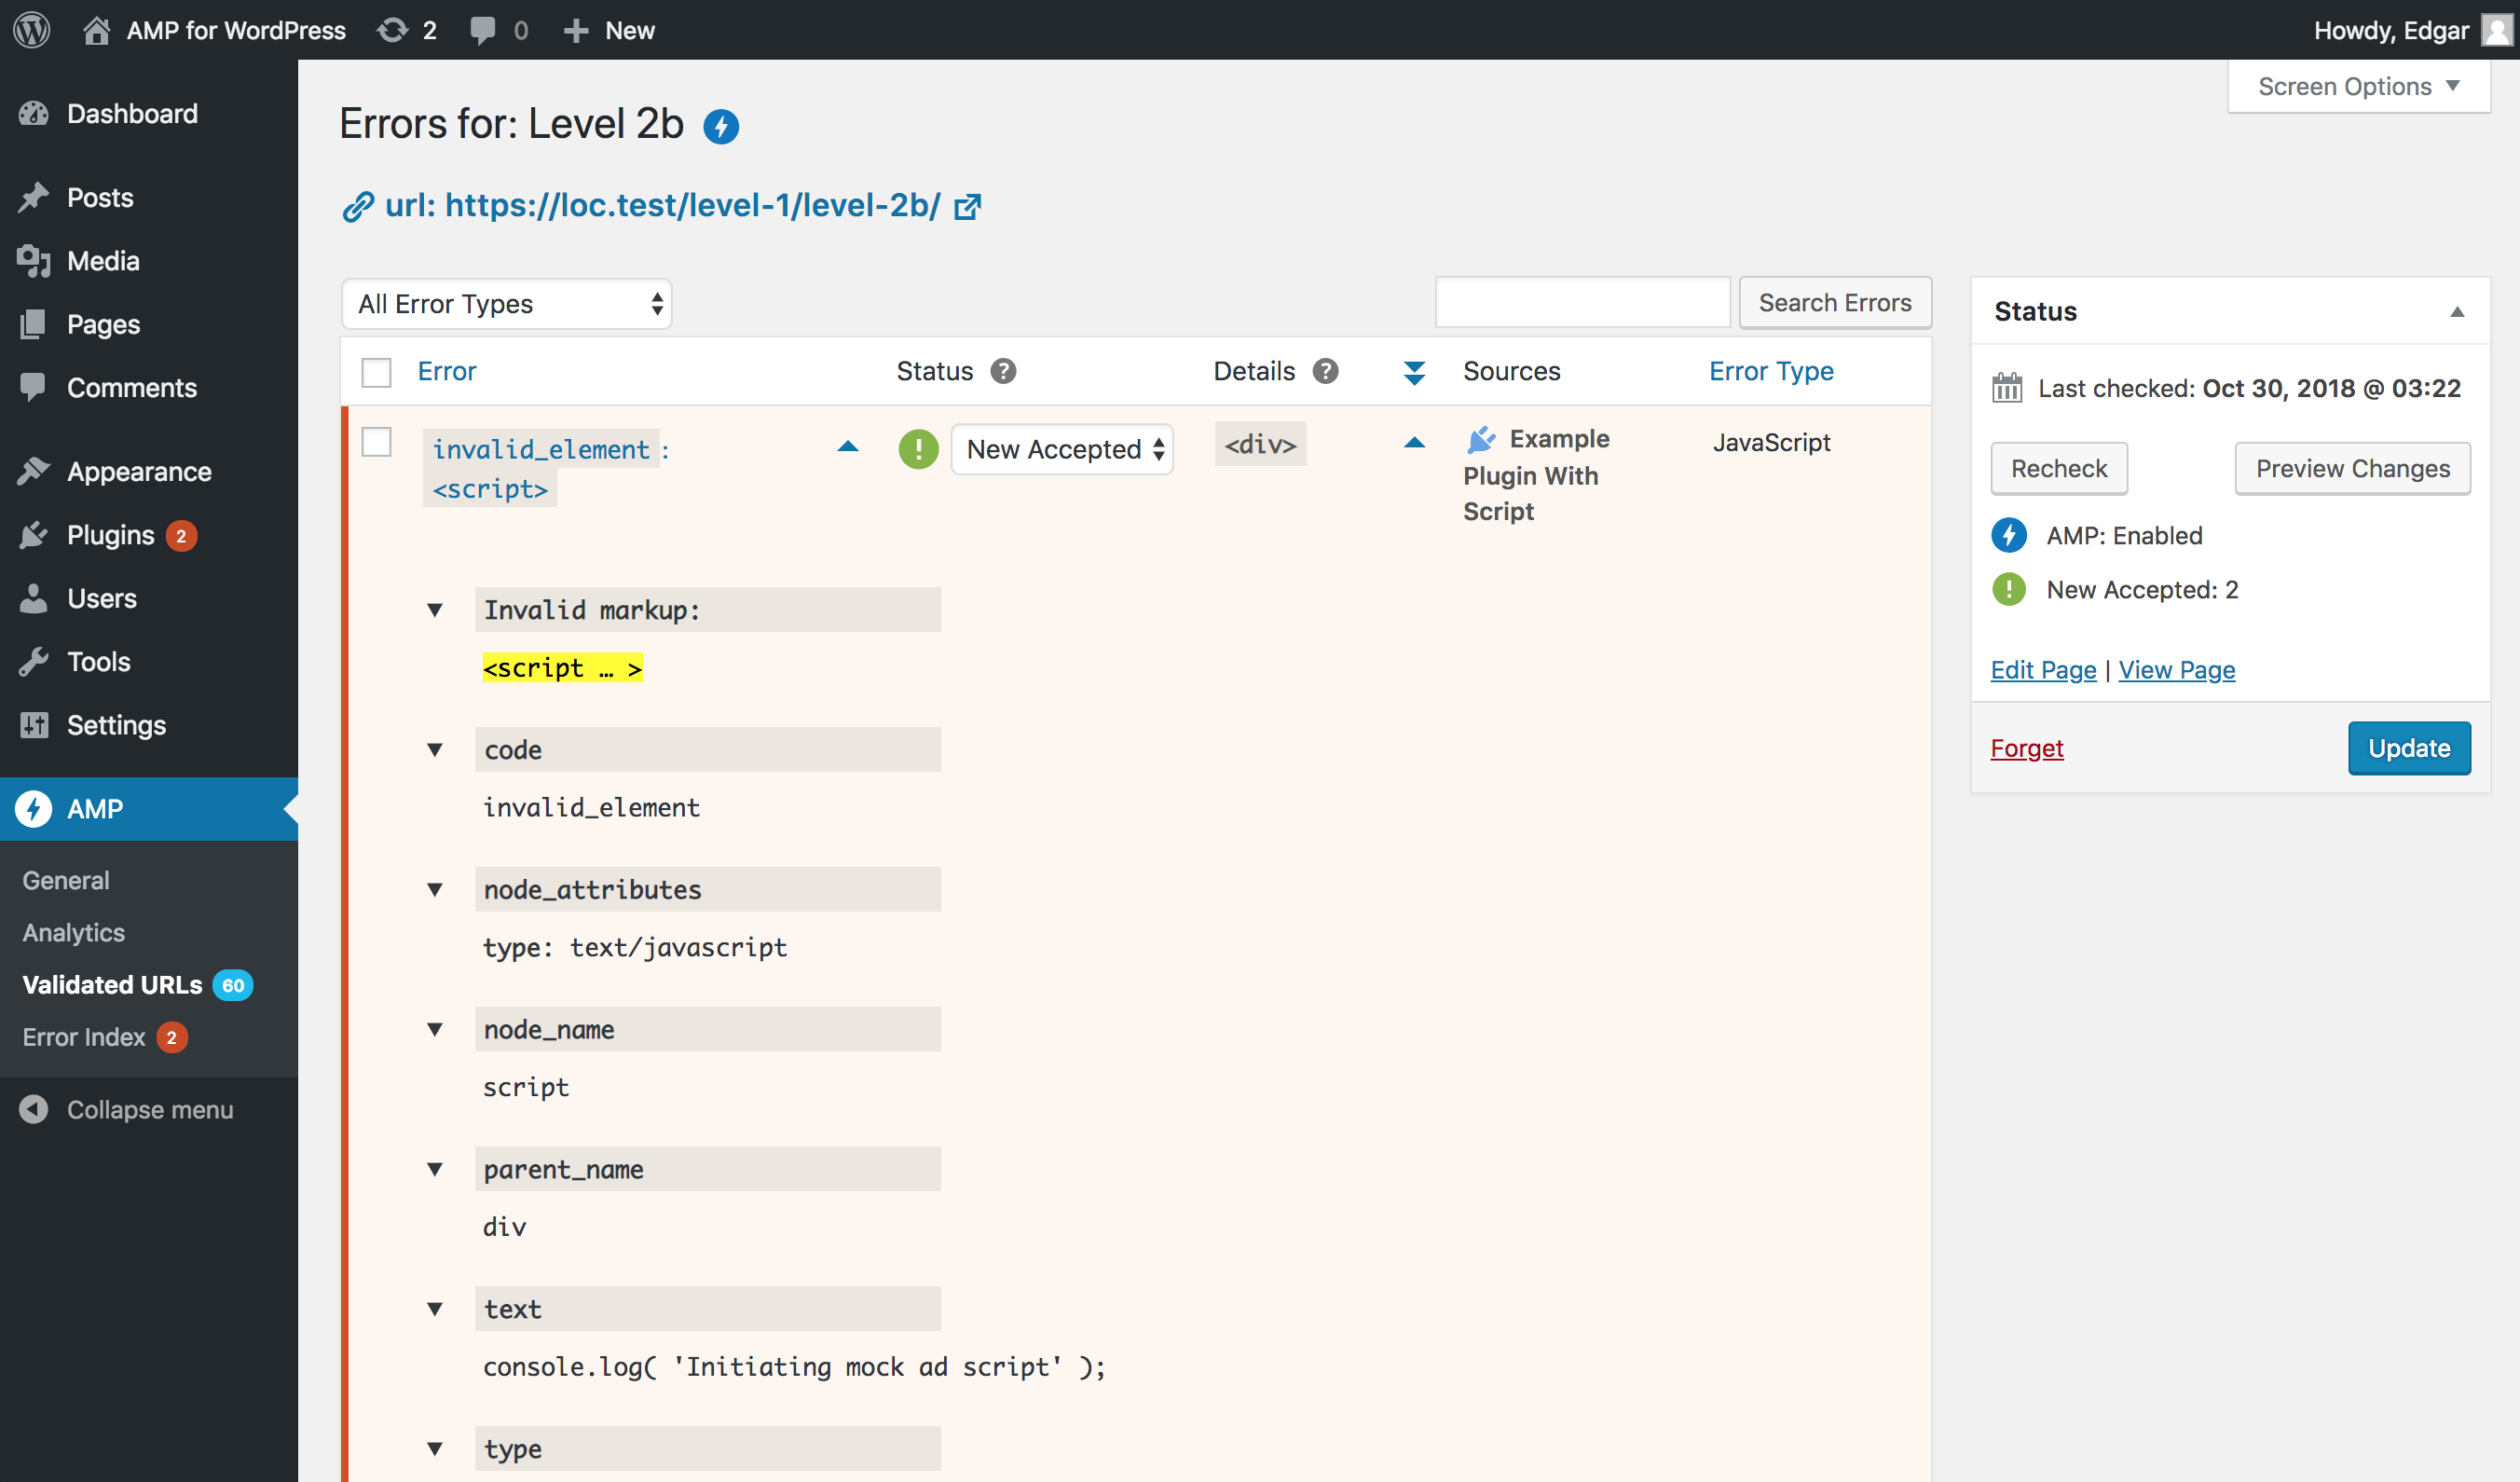 AMP for WordPress 2 0 New Howdy, Edgar
Screen Options
Dashboard
Posts
Media
Pages
Comments
Appearance
Plugins 2
Users
Tools
Settings
AMP
General
Analytics
Validated URLs 60
Error Index 2
Collapse menu
Errors for: Level 2b
url: https://loc.test/level-1/level-2b/
All Error Types
Search Errors
Error Status ? Details ? Sources Error Type
invalid_element :
<script>
! New Accepted
<div>
Example
Plugin With
Script
JavaScript
Invalid markup:
<script … >
code
invalid_element
node_attributes
type: text/javascript
node_name
script
parent_name
div
text
console.log( 'Initiating mock ad script' );
type
Status
Last checked: Oct 30, 2018 @ 03:22
Recheck Preview Changes
AMP: Enabled
! New Accepted: 2
Edit Page | View Page
Forget Update